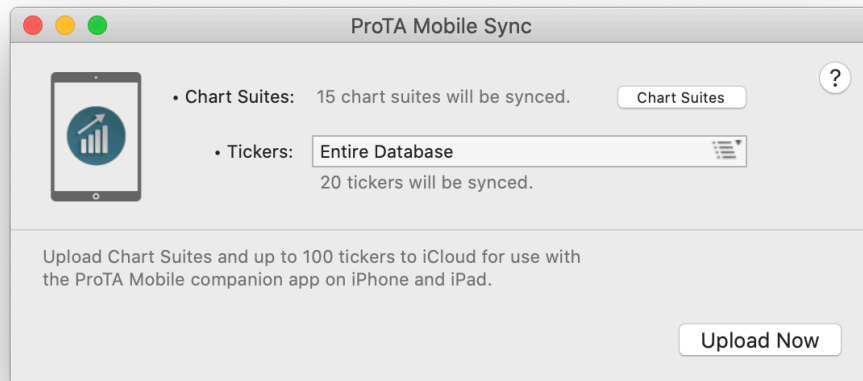 ProTA Mobile Sync
?
• Chart Suites: 15 chart suites will be synced. Chart Suites
• Tickers: Entire Database
20 tickers will be synced.
Upload Chart Suites and up to 100 tickers to iCloud for use with
the ProTA Mobile companion app on iPhone and iPad.
Upload Now